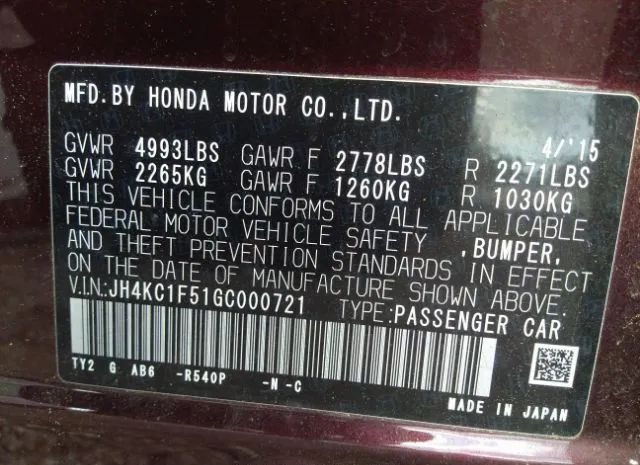 MFD.BY HONDA MOTOR CO.,LTD.
4/'15
GVWR 4993LBS GAWR F 2778LBS R 2271LBS
GVWR 2265KG GAWR F 1260KG R 1030KG
THIS VEHICLE CONFORMS TO ALL APPLICABLE
FEDERAL MOTOR VEHICLE SAFETY ,BUMPER,
AND THEFT PREVENTION STANDARDS IN EFFECT
ON THE DATE OF MANUFACTURE SHOWN ABOVE.
V.I.N.:JH4KC1F51GC000721 TYPE:PASSENGER CAR
TY2 G AB6 -R540P -N -C
MADE IN JAPAN